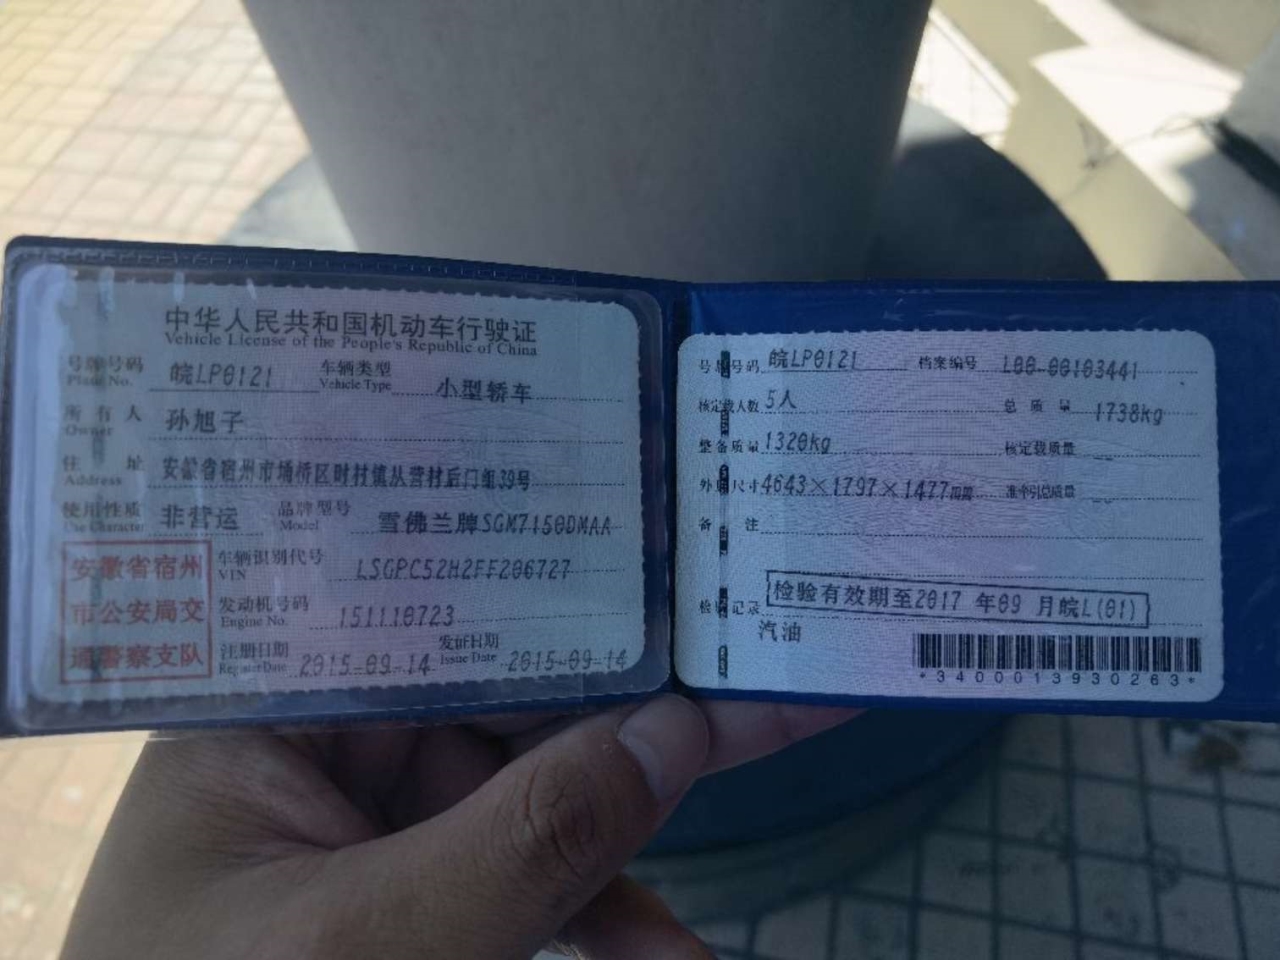 中华人民共和国机动车行驶证
Vehicle License of the People's Republic of China
号牌号码 皖LP0121 车辆类型 小型轿车
Plate No. Vehicle Type
所有人 孙旭子
Owner
住址 安徽省宿州市埇桥区时村镇丛营村后门组39号
Address
使用性质 非营运 品牌型号 雪佛兰牌SGM7150DMAA
Use Character Model
安徽省宿州
市公安局交
通警察支队
车辆识别代号 LSGPC52H2FF206727
VIN
发动机号码 151110723
Engine No.
注册日期 2015-09-14 发证日期 2015-09-14
Register Date Issue Date
号牌号码 皖LP0121 档案编号 L00-00103441
核定载人数 5人 总质量 1738kg
整备质量 1320kg 核定载质量 --
外廓尺寸 4643×1797×1477mm 准牵引总质量 --
备注
检验记录 检验有效期至2017年09月皖L(01)
汽油
*3400013930263*